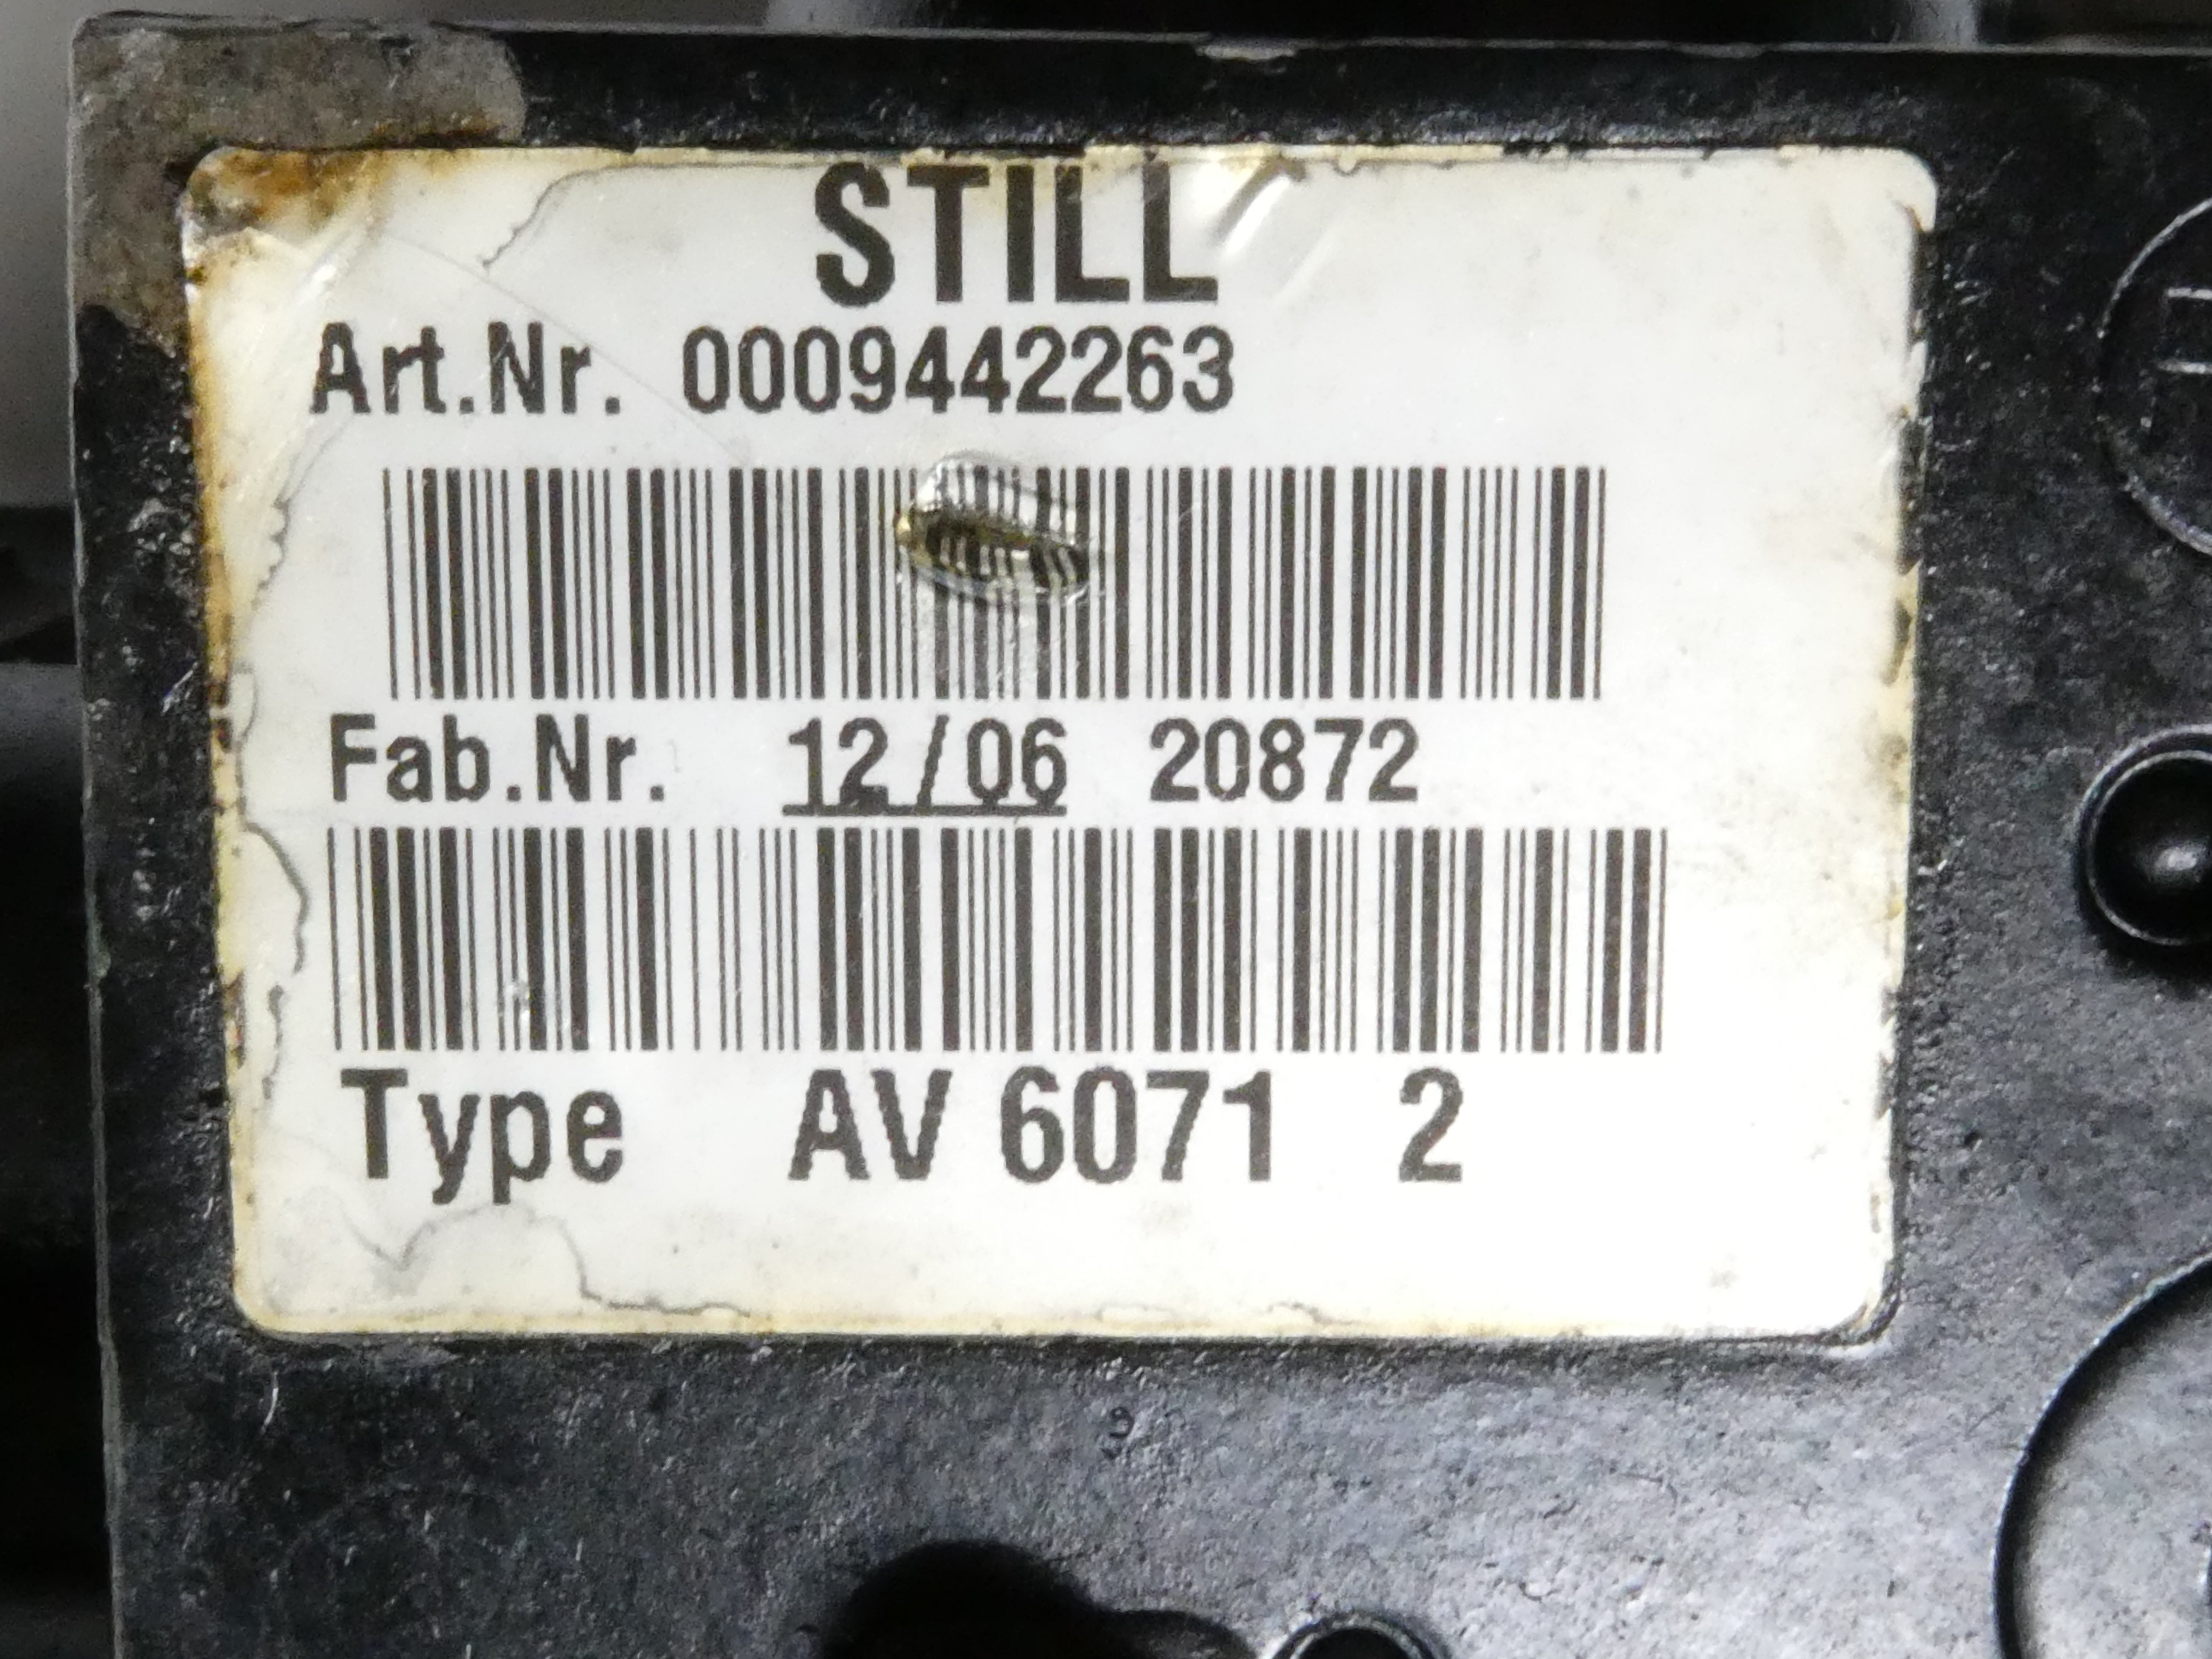 STILL
Art.Nr. 0009442263
Fab.Nr. 12/06 20872
Type AV 6071 2